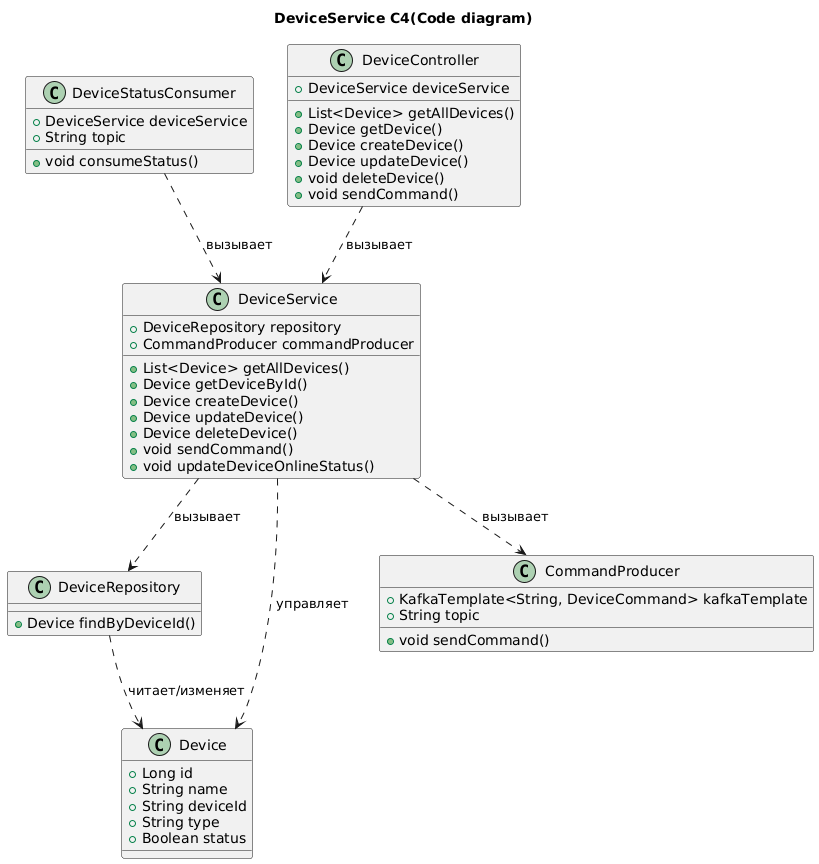 DeviceService C4(Code diagram)
C DeviceStatusConsumer
DeviceService deviceService
String topic
void consumeStatus()
C DeviceController
DeviceService deviceService
List<Device> getAllDevices()
Device getDevice()
Device createDevice()
Device updateDevice()
void deleteDevice()
void sendCommand()
вызывает
вызывает
C DeviceService
DeviceRepository repository
CommandProducer commandProducer
List<Device> getAllDevices()
Device getDeviceById()
Device createDevice()
Device updateDevice()
Device deleteDevice()
void sendCommand()
void updateDeviceOnlineStatus()
вызывает
вызывает
C DeviceRepository
Device findByDeviceId()
управляет
C CommandProducer
KafkaTemplate<String, DeviceCommand> kafkaTemplate
String topic
void sendCommand()
читает/изменяет
C Device
Long id
String name
String deviceId
String type
Boolean status